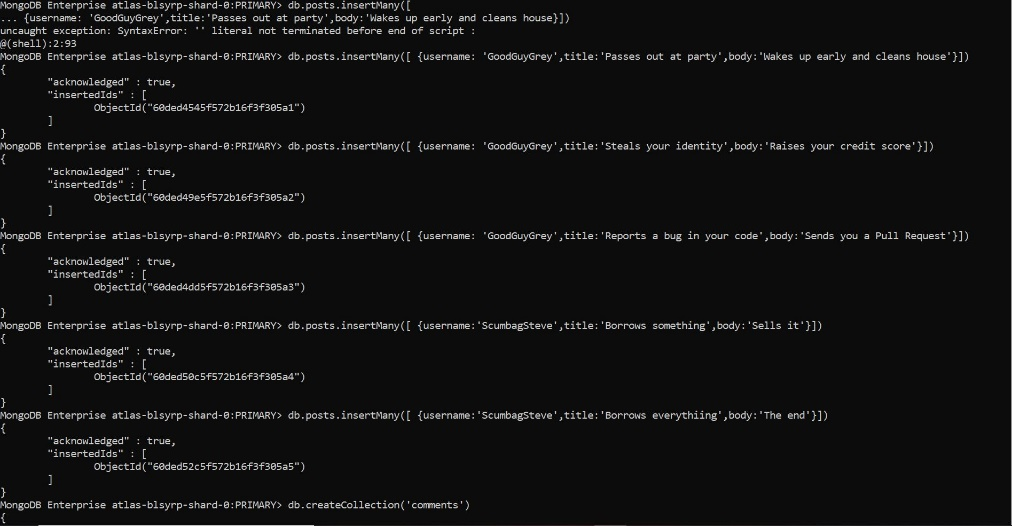 MongoDB Enterprise atlas-blsyrp-shard-0:PRIMARY> db.posts.insertMany([
... {username: 'GoodGuyGrey',title:'Passes out at party',body:'Wakes up early and cleans house}])
uncaught exception: SyntaxError: '' literal not terminated before end of script :
@(shell):2:93
MongoDB Enterprise atlas-blsyrp-shard-0:PRIMARY> db.posts.insertMany([ {username: 'GoodGuyGrey',title:'Passes out at party',body:'Wakes up early and cleans house'}])
{
        "acknowledged" : true,
        "insertedIds" : [
                ObjectId("60ded4545f572b16f3f305a1")
        ]
}
MongoDB Enterprise atlas-blsyrp-shard-0:PRIMARY> db.posts.insertMany([ {username: 'GoodGuyGrey',title:'Steals your identity',body:'Raises your credit score'}])
{
        "acknowledged" : true,
        "insertedIds" : [
                ObjectId("60ded49e5f572b16f3f305a2")
        ]
}
MongoDB Enterprise atlas-blsyrp-shard-0:PRIMARY> db.posts.insertMany([ {username: 'GoodGuyGrey',title:'Reports a bug in your code',body:'Sends you a Pull Request'}])
{
        "acknowledged" : true,
        "insertedIds" : [
                ObjectId("60ded4dd5f572b16f3f305a3")
        ]
}
MongoDB Enterprise atlas-blsyrp-shard-0:PRIMARY> db.posts.insertMany([ {username:'ScumbagSteve',title:'Borrows something',body:'Sells it'}])
{
        "acknowledged" : true,
        "insertedIds" : [
                ObjectId("60ded50c5f572b16f3f305a4")
        ]
}
MongoDB Enterprise atlas-blsyrp-shard-0:PRIMARY> db.posts.insertMany([ {username:'ScumbagSteve',title:'Borrows everythiing',body:'The end'}])
{
        "acknowledged" : true,
        "insertedIds" : [
                ObjectId("60ded52c5f572b16f3f305a5")
        ]
}
MongoDB Enterprise atlas-blsyrp-shard-0:PRIMARY> db.createCollection('comments')
{